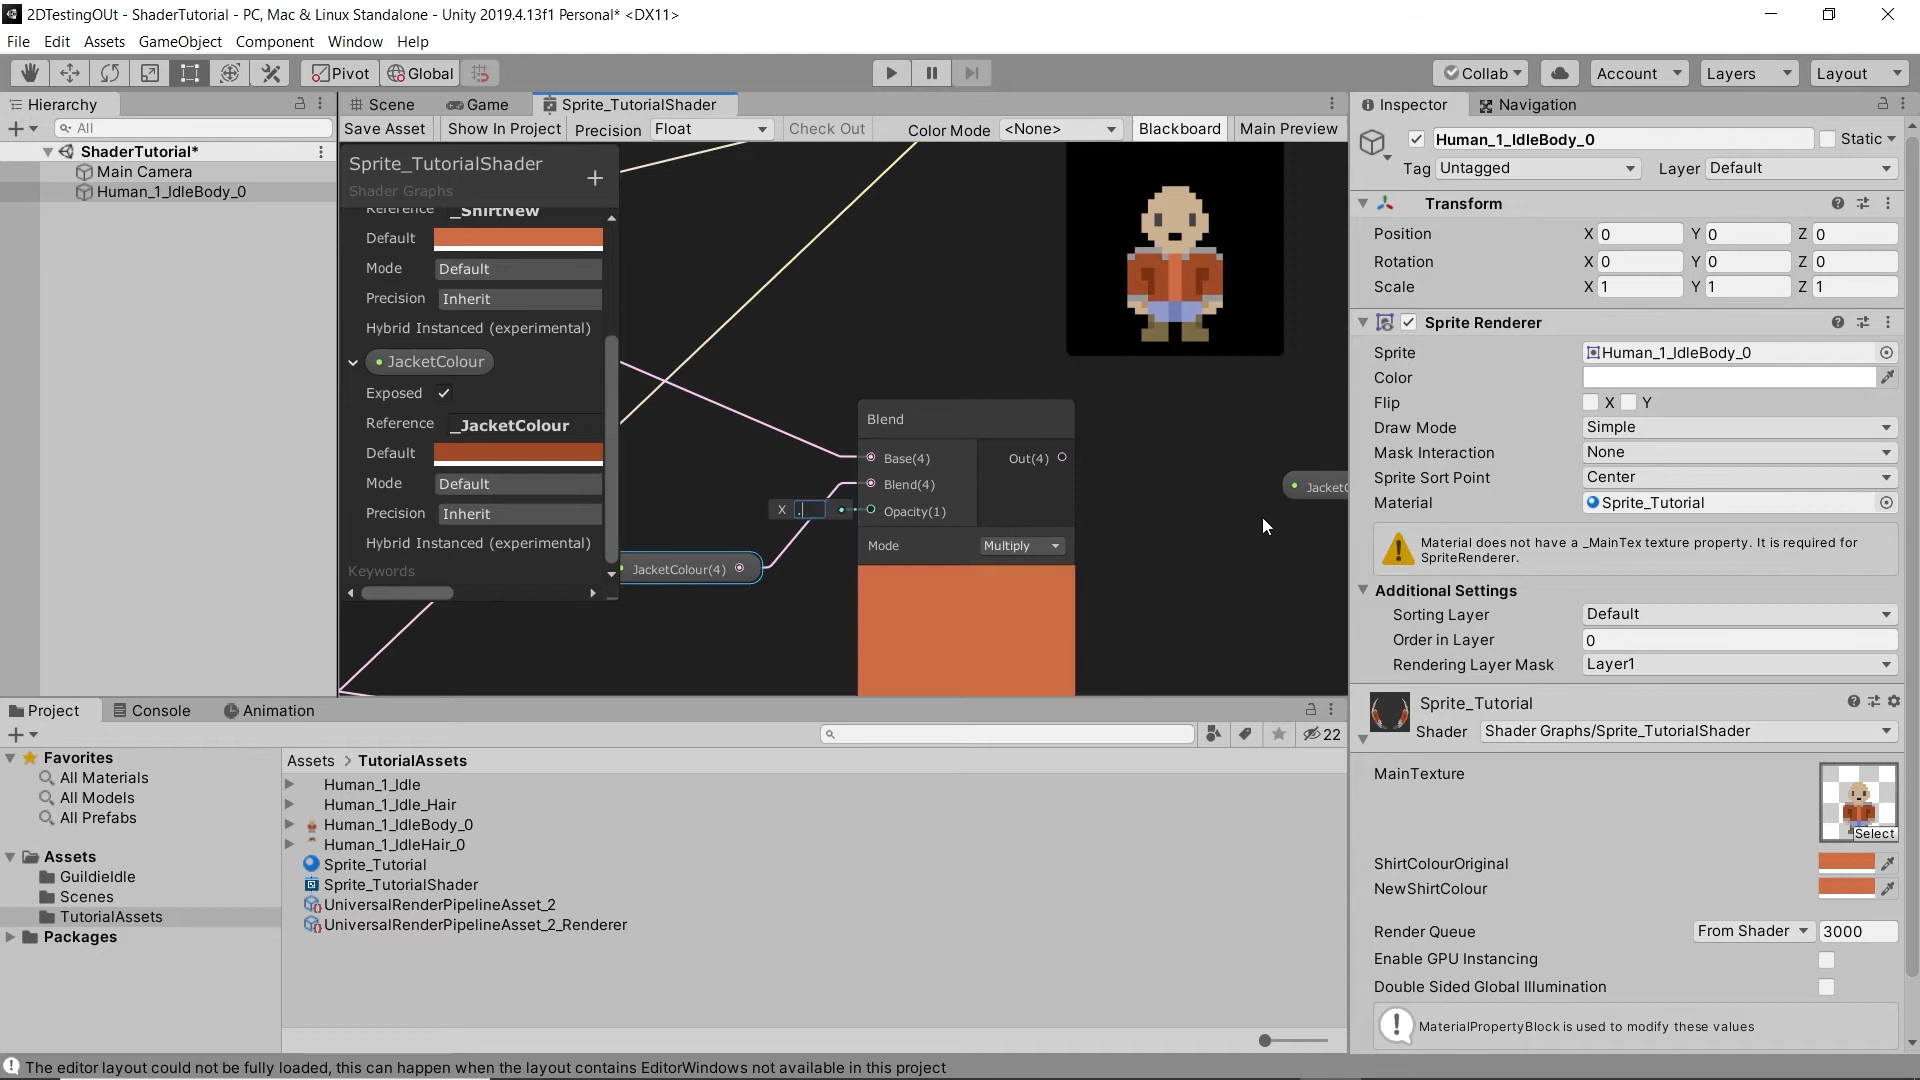 2DTestingOUt - ShaderTutorial - PC, Mac & Linux Standalone - Unity 2019.4.13f1 Personal* <DX11>
File Edit Assets GameObject Component Window Help
Pivot Global Collab Account Layers Layout
Hierarchy
All
ShaderTutorial*
Main Camera
Human_1_IdleBody_0
Scene Game Sprite_TutorialShader
Save Asset Show In Project Precision Float Check Out Color Mode <None> Blackboard Main Preview
Sprite_TutorialShader
Shader Graphs
Reference _ShirtNew
Default
Mode Default
Precision Inherit
Hybrid Instanced (experimental)
JacketColour
Exposed
Reference _JacketColour
Default
Mode Default
Precision Inherit
Hybrid Instanced (experimental)
Keywords
JacketColour(4)
Blend
Base(4) Out(4)
Blend(4)
X . Opacity(1)
Mode Multiply
JacketC
Inspector Navigation
Human_1_IdleBody_0 Static
Tag Untagged Layer Default
Transform
Position X 0 Y 0 Z 0
Rotation X 0 Y 0 Z 0
Scale X 1 Y 1 Z 1
Sprite Renderer
Sprite Human_1_IdleBody_0
Color
Flip X Y
Draw Mode Simple
Mask Interaction None
Sprite Sort Point Center
Material Sprite_Tutorial
Material does not have a _MainTex texture property. It is required for
SpriteRenderer.
Additional Settings
Sorting Layer Default
Order in Layer 0
Rendering Layer Mask Layer1
Sprite_Tutorial
Shader Shader Graphs/Sprite_TutorialShader
MainTexture
Select
ShirtColourOriginal
NewShirtColour
Render Queue From Shader 3000
Enable GPU Instancing
Double Sided Global Illumination
MaterialPropertyBlock is used to modify these values
Project Console Animation
22
Favorites
All Materials
All Models
All Prefabs
Assets
GuildieIdle
Scenes
TutorialAssets
Packages
Assets > TutorialAssets
Human_1_Idle
Human_1_Idle_Hair
Human_1_IdleBody_0
Human_1_IdleHair_0
Sprite_Tutorial
Sprite_TutorialShader
UniversalRenderPipelineAsset_2
UniversalRenderPipelineAsset_2_Renderer
The editor layout could not be fully loaded, this can happen when the layout contains EditorWindows not available in this project